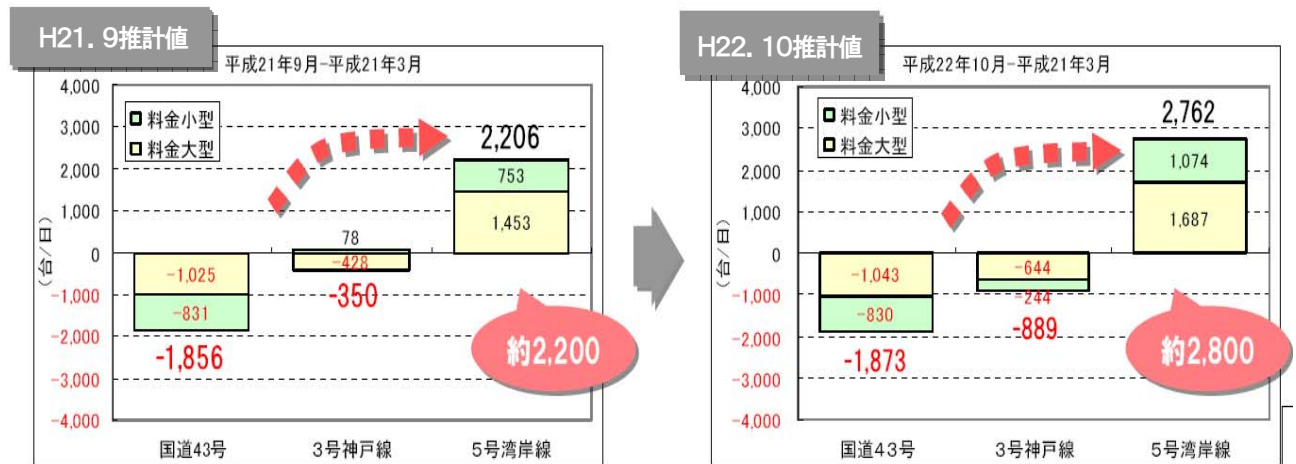 H21.9推計値
平成21年9月-平成21年3月
4,000
3,000
2,000
1,000
0
-1,000
-2,000
-3,000
-4,000
(台/日)
料金小型
料金大型
2,206
753
1,453
78
-428
-350
-1,025
-831
-1,856
約2,200
国道43号
3号神戸線
5号湾岸線
H22.10推計値
平成22年10月-平成21年3月
4,000
3,000
2,000
1,000
0
-1,000
-2,000
-3,000
-4,000
(台/日)
料金小型
料金大型
2,762
1,074
1,687
-644
-244
-889
-1,043
-830
-1,873
約2,800
国道43号
3号神戸線
5号湾岸線